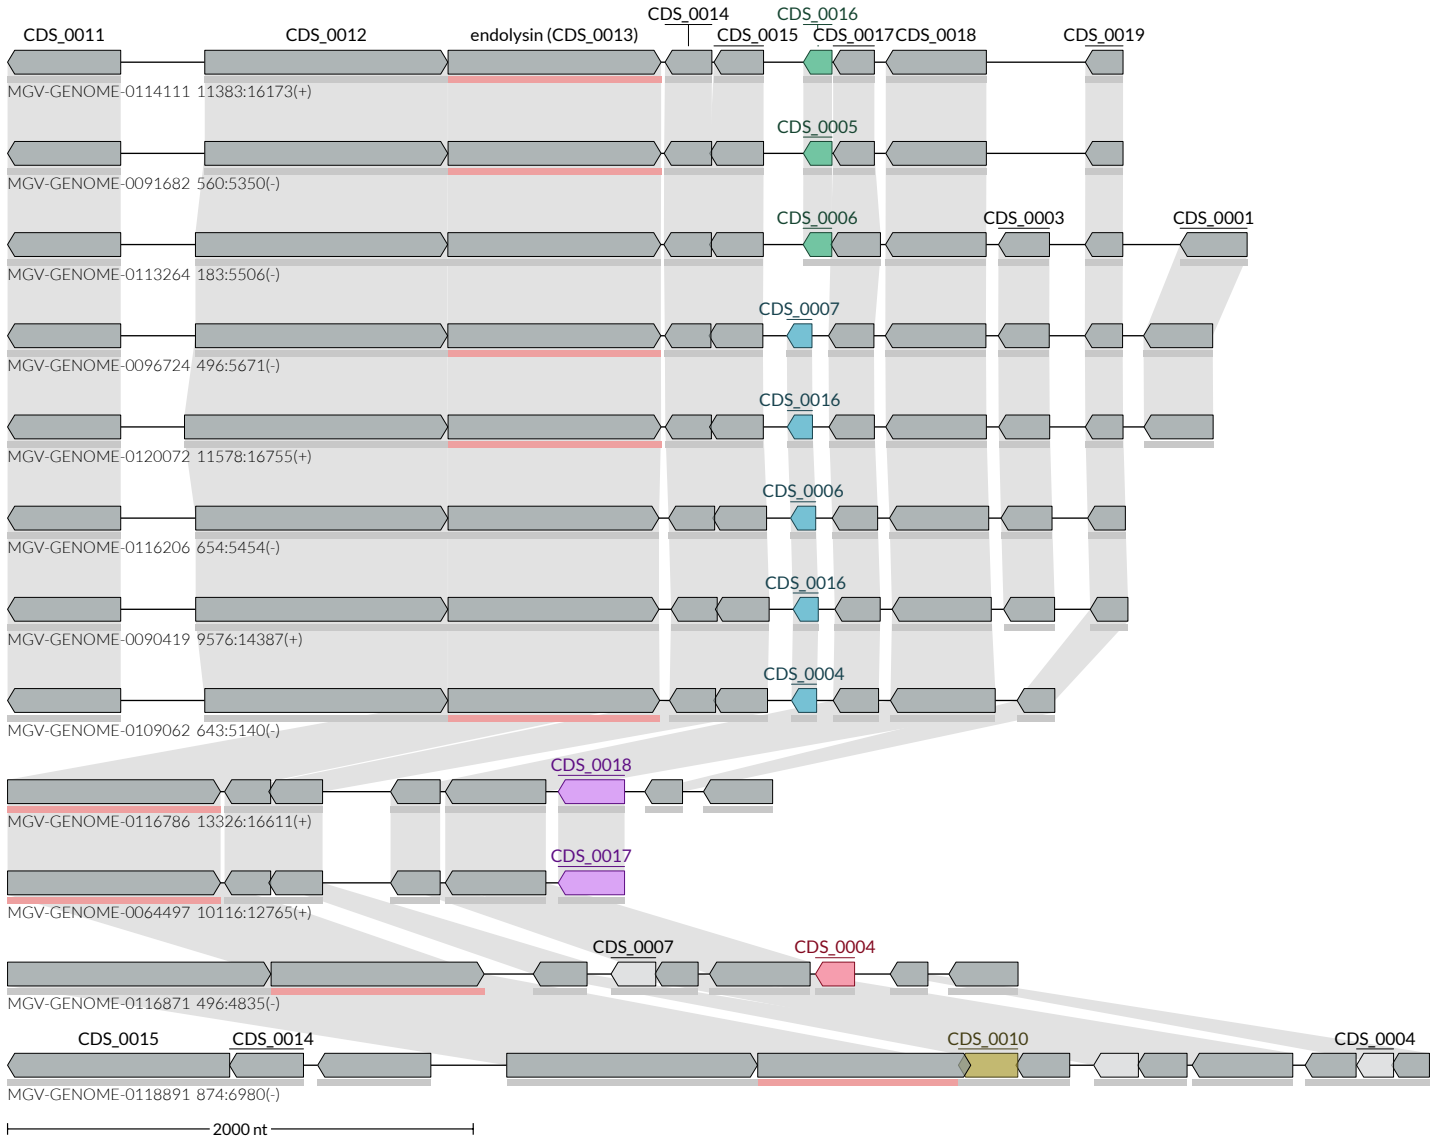 CDS_0014 CDS_0016
CDS_0011 CDS_0012 endolysin (CDS_0013) CDS_0015 CDS_0017 CDS_0018 CDS_0019
MGV-GENOME-0114111 11383:16173(+)
CDS_0005
MGV-GENOME-0091682 560:5350(-)
CDS_0006 CDS_0003 CDS_0001
MGV-GENOME-0113264 183:5506(-)
CDS_0007
MGV-GENOME-0096724 496:5671(-)
CDS_0016
MGV-GENOME-0120072 11578:16755(+)
CDS_0006
MGV-GENOME-0116206 654:5454(-)
CDS_0016
MGV-GENOME-0090419 9576:14387(+)
CDS_0004
MGV-GENOME-0109062 643:5140(-)
CDS_0018
MGV-GENOME-0116786 13326:16611(+)
CDS_0017
MGV-GENOME-0064497 10116:12765(+)
CDS_0007 CDS_0004
MGV-GENOME-0116871 496:4835(-)
CDS_0015 CDS_0014 CDS_0010 CDS_0004
MGV-GENOME-0118891 874:6980(-)
2000 nt